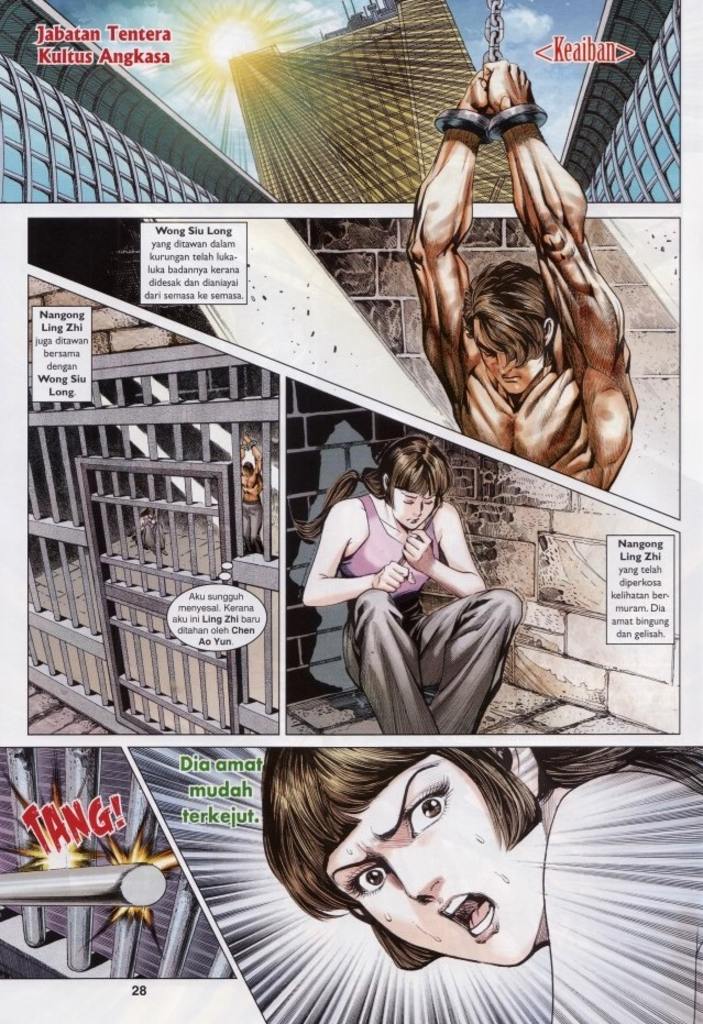 Jabatan Tentera
Kultus Angkasa
<Keaiban>
Wong Siu Long
yang ditawan dalam
kurungan telah luka-
luka badannya kerana
didesak dan dianiayai
dari semasa ke semasa.
Nangong
Ling Zhi
juga ditawan
bersama
dengan
Wong Siu
Long.
Aku sungguh
menyesal. Kerana
aku ini Ling Zhi
ditahan oleh Chen
Ao Yun.
Nangong
Ling Zhi
yang telah
diperkosa
kelihatan ber-
muram. Dia
amat bingung
dan gelisah.
TANG!
Dia amat
mudah
terkejut.
28